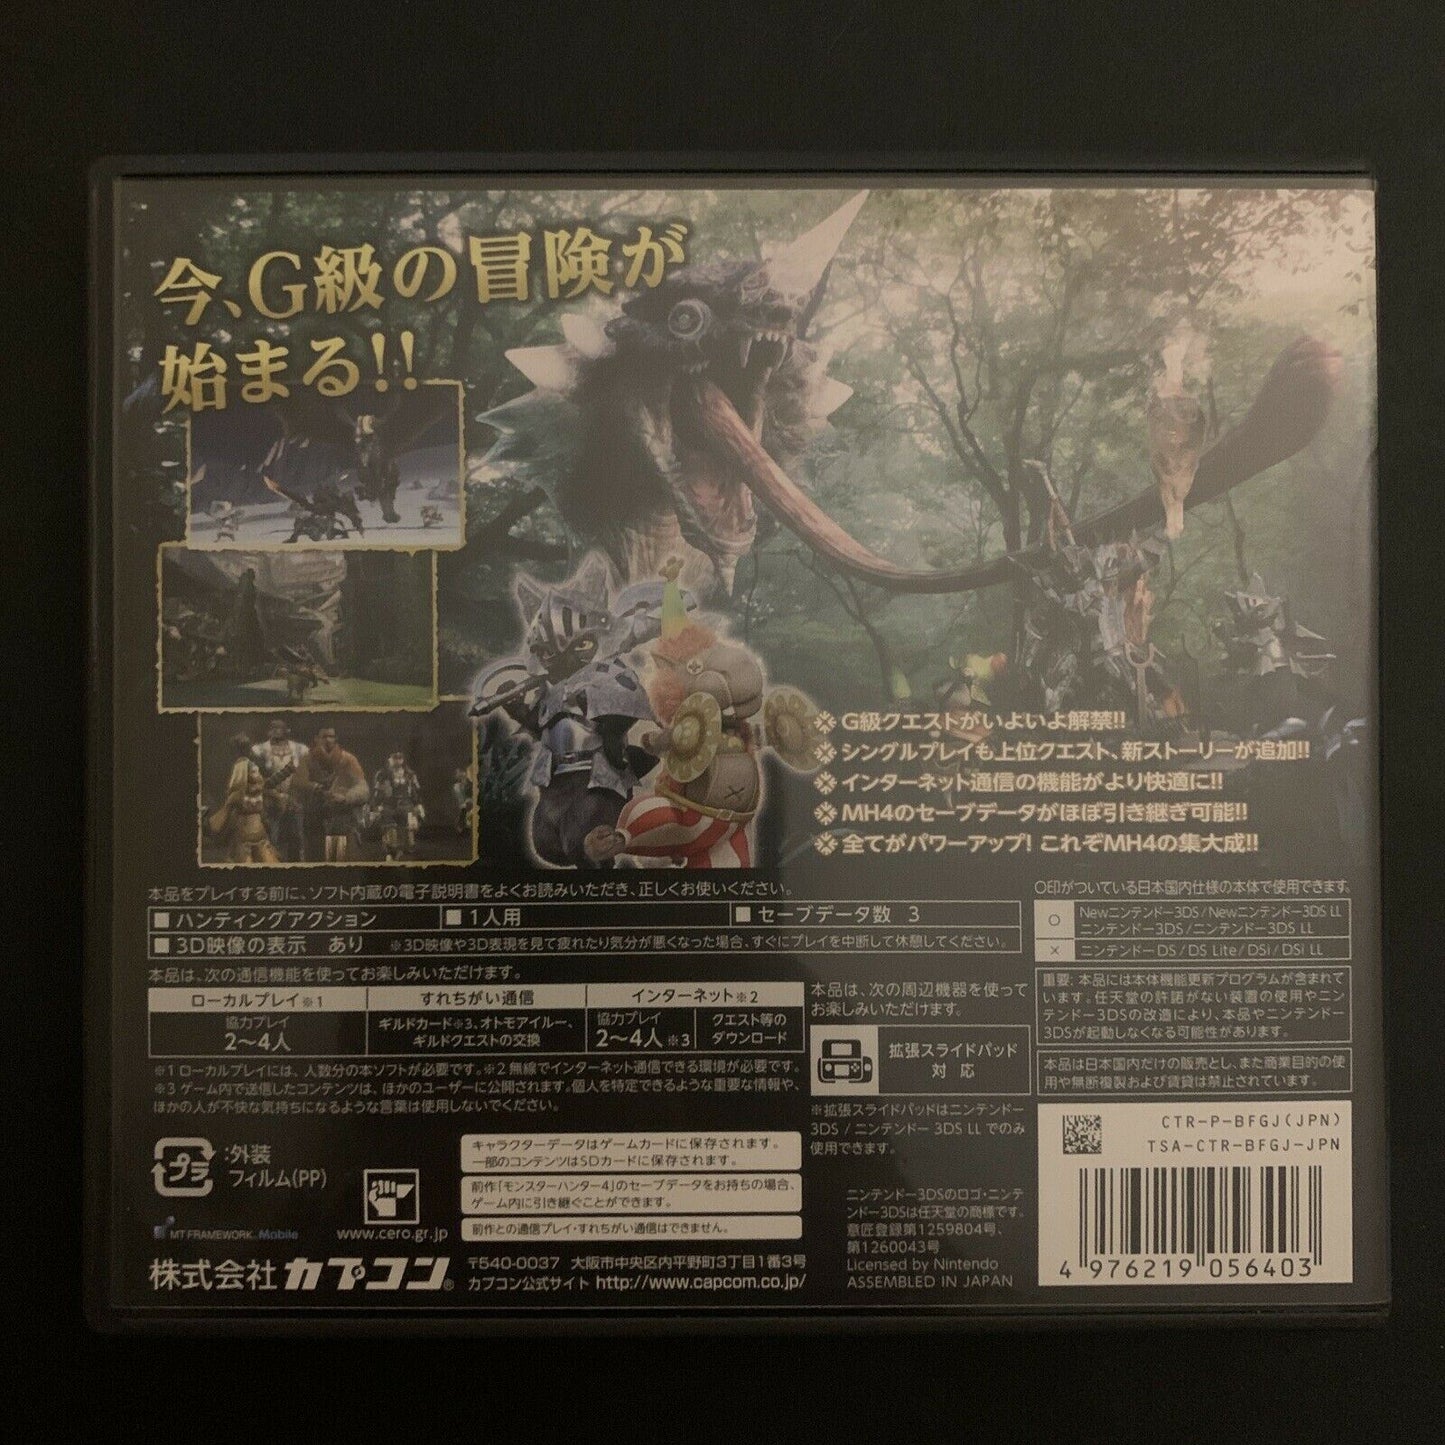 今、G級の冒険が
始まる!!
G級クエストがいよいよ解禁!!
シングルプレイも上位クエスト、新ストーリーが追加!!
インターネット通信の機能がより快適に!!
MH4のセーブデータがほぼ引き継ぎ可能!!
全てがパワーアップ! これぞMH4の集大成!!
本品をプレイする前に、ソフト内蔵の電子説明書をよくお読みいただき、正しくお使いください。
■ ハンティングアクション ■ 1人用 ■ セーブデータ数 3
■ 3D映像の表示 あり ※3D映像や3D表現を見て疲れたり気分が悪くなった場合、すぐにプレイを中断して休憩してください。
本品は、次の通信機能を使ってお楽しみいただけます。
ローカルプレイ※1 すれちがい通信 インターネット※2
協力プレイ
2～4人
ギルドカード※3、オトモアイルー、
ギルドクエストの交換
協力プレイ
2～4人 ※3
クエスト等の
ダウンロード
※1 ローカルプレイには、人数分の本ソフトが必要です。※2 無線でインターネット通信できる環境が必要です。
※3 ゲーム内で送信したコンテンツは、ほかのユーザーに公開されます。個人を特定できるような重要な情報や、
ほかの人が不快な気持ちになるような言葉は使用しないでください。
本品は、次の周辺機器を使って
お楽しみいただけます。
拡張スライドパッド
対 応
※拡張スライドパッドはニンテンドー
3DS / ニンテンドー 3DS LL でのみ
使用できます。
○印がついている日本国内仕様の本体で使用できます。
○ Newニンテンドー3DS / Newニンテンドー3DS LL
ニンテンドー3DS / ニンテンドー3DS LL
× ニンテンドーDS / DS Lite / DSi / DSi LL
重要：本品には本体機能更新プログラムが含まれて
います。任天堂の許諾がない装置の使用やニン
テンドー3DSの改造により、本品やニンテンドー
3DSが起動しなくなる可能性があります。
本品は日本国内だけの販売とし、また商業目的の使
用や無断複製および賃貸は禁止されています。
CTR-P-BFGJ(JPN)
TSA-CTR-BFGJ-JPN
4 976219 056403
プラ
:外装
フィルム(PP)
MT FRAMEWORK Mobile
www.cero.gr.jp
キャラクターデータはゲームカードに保存されます。
一部のコンテンツはSDカードに保存されます。
前作「モンスターハンター4」のセーブデータをお持ちの場合、
ゲーム内に引き継ぐことができます。
前作との通信プレイ・すれちがい通信はできません。
ニンテンドー3DSのロゴ・ニンテ
ンドー3DSは任天堂の商標です。
意匠登録第1259804号、
第1260043号
Licensed by Nintendo
ASSEMBLED IN JAPAN
株式会社カプコン®
〒540-0037 大阪市中央区内平野町3丁目1番3号
カプコン公式サイト http://www.capcom.co.jp/